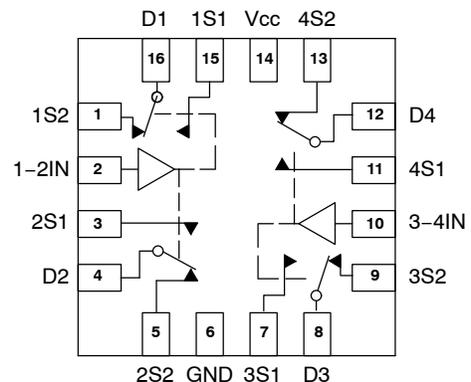 D1 1S1 Vcc 4S2
16 15 14 13
1S2 1 12 D4
1−2IN 2 11 4S1
2S1 3 10 3−4IN
D2 4 9 3S2
5 6 7 8
2S2 GND 3S1 D3